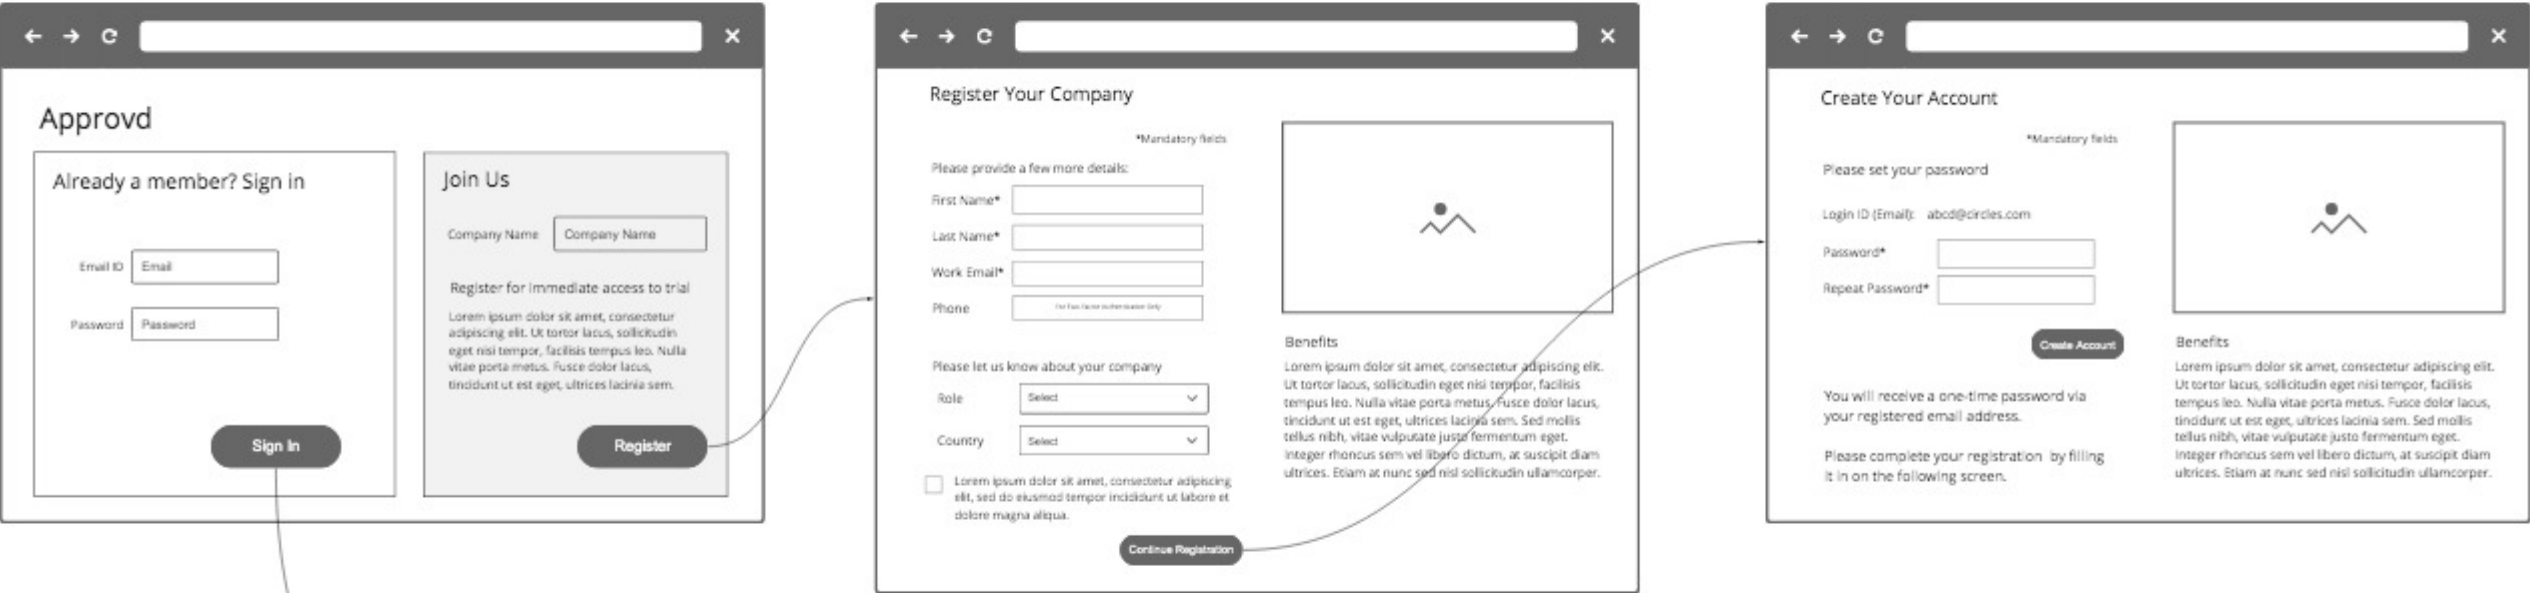 Approvd
Already a member? Sign in
Email ID
Email
Password
Password
Sign In
Join Us
Company Name
Company Name
Register for immediate access to trial
Lorem ipsum dolor sit amet, consectetur
adipiscing elit. Ut tortor lacus, sollicitudin
eget nisi tempor, facilisis tempus leo. Nulla
vitae porta metus. Fusce dolor lacus,
tincidunt ut est eget, ultrices lacinia sem.
Register
Register Your Company
*Mandatory fields
Please provide a few more details:
First Name*
Last Name*
Work Email*
Phone
For Two Factor Authentication Only
Please let us know about your company
Role
Select
Country
Select
Lorem ipsum dolor sit amet, consectetur adipiscing
elit, sed do eiusmod tempor incididunt ut labore et
dolore magna aliqua.
Continue Registration
Benefits
Lorem ipsum dolor sit amet, consectetur adipiscing elit.
Ut tortor lacus, sollicitudin eget nisi tempor, facilisis
tempus leo. Nulla vitae porta metus. Fusce dolor lacus,
tincidunt ut est eget, ultrices lacinia sem. Sed mollis
tellus nibh, vitae vulputate justo fermentum eget.
Integer rhoncus sem vel libero dictum, at suscipit diam
ultrices. Etiam at nunc sed nisl sollicitudin ullamcorper.
Create Your Account
*Mandatory fields
Please set your password
Login ID (Email): abcd@circles.com
Password*
Repeat Password*
Create Account
You will receive a one-time password via
your registered email address.
Please complete your registration by filling
it in on the following screen.
Benefits
Lorem ipsum dolor sit amet, consectetur adipiscing elit.
Ut tortor lacus, sollicitudin eget nisi tempor, facilisis
tempus leo. Nulla vitae porta metus. Fusce dolor lacus,
tincidunt ut est eget, ultrices lacinia sem. Sed mollis
tellus nibh, vitae vulputate justo fermentum eget.
Integer rhoncus sem vel libero dictum, at suscipit diam
ultrices. Etiam at nunc sed nisl sollicitudin ullamcorper.